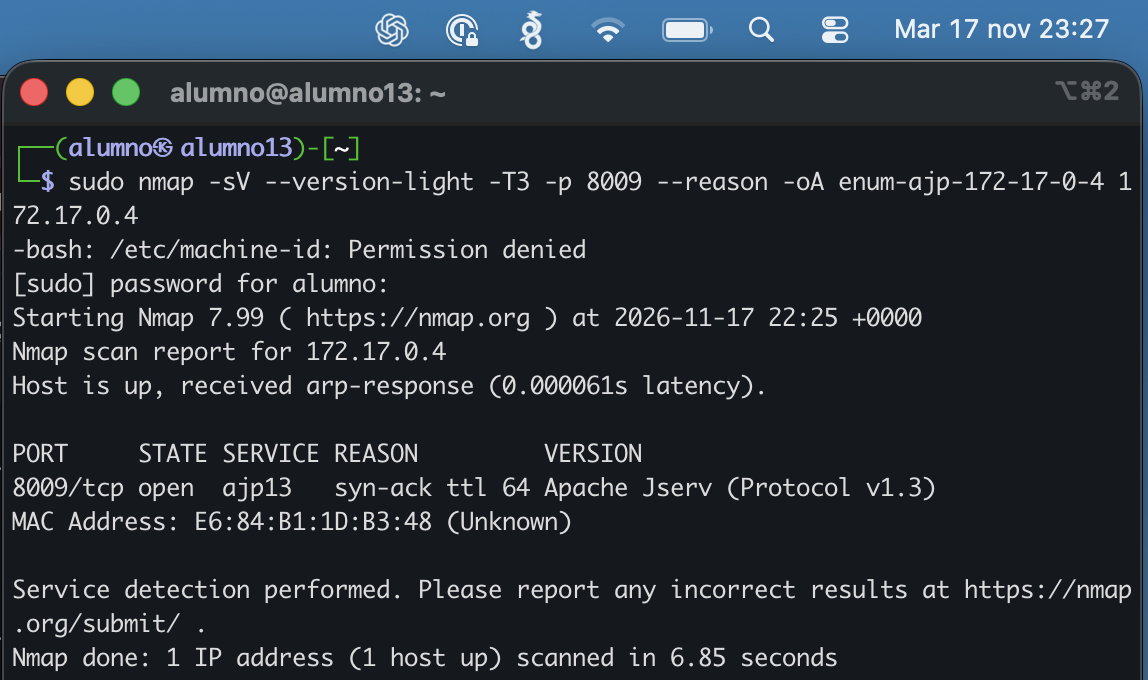 Mar 17 nov 23:27
alumno@alumno13: ~
⌥⌘2
┌──(alumno㉿ alumno13)-[~]
└─$ sudo nmap -sV --version-light -T3 -p 8009 --reason -oA enum-ajp-172-17-0-4 1
72.17.0.4
-bash: /etc/machine-id: Permission denied
[sudo] password for alumno:
Starting Nmap 7.99 ( https://nmap.org ) at 2026-11-17 22:25 +0000
Nmap scan report for 172.17.0.4
Host is up, received arp-response (0.000061s latency).
PORT     STATE SERVICE REASON         VERSION
8009/tcp open  ajp13   syn-ack ttl 64 Apache Jserv (Protocol v1.3)
MAC Address: E6:84:B1:1D:B3:48 (Unknown)
Service detection performed. Please report any incorrect results at https://nmap
.org/submit/ .
Nmap done: 1 IP address (1 host up) scanned in 6.85 seconds